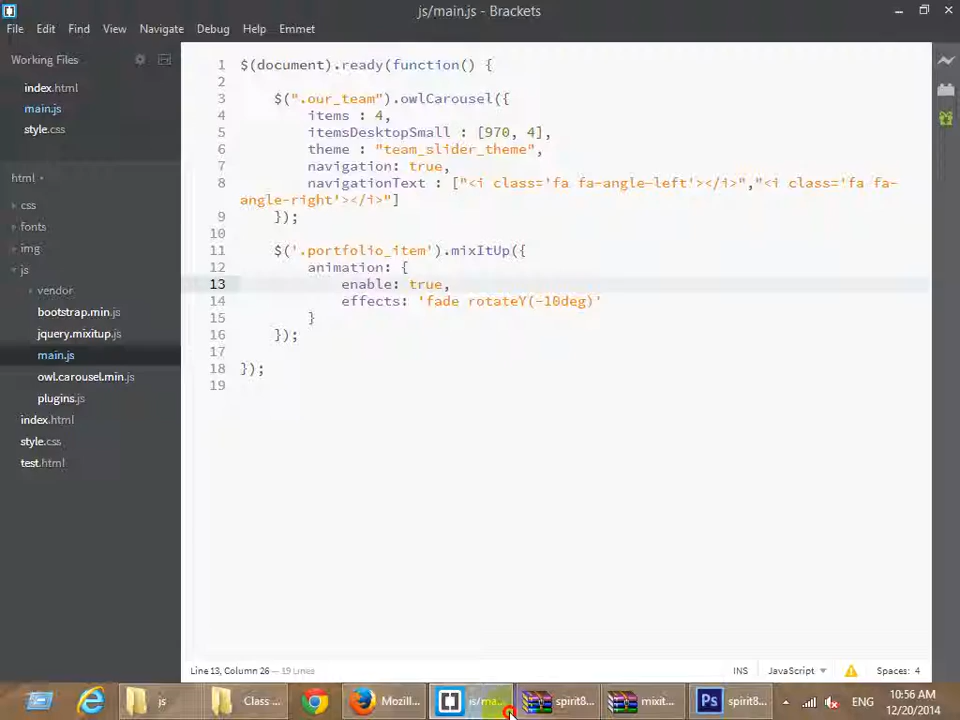 js/main.js - Brackets
File Edit Find View Navigate Debug Help Emmet
Working Files
index.html
main.js
style.css
html
css
fonts
img
js
vendor
bootstrap.min.js
jquery.mixitup.js
main.js
owl.carousel.min.js
plugins.js
index.html
style.css
test.html
1 $(document).ready(function() {
2
3 $(".our_team").owlCarousel({
4 items : 4,
5 itemsDesktopSmall : [970, 4],
6 theme : "team_slider_theme",
7 navigation: true,
8 navigationText : ["<i class='fa fa-angle-left'></i>","<i class='fa fa-
angle-right'></i>"]
9 });
10
11 $('.portfolio_item').mixItUp({
12 animation: {
13 enable: true,
14 effects: 'fade rotateY(-10deg)'
15 }
16 });
17
18 });
19
Line 13, Column 26 — 19 Lines
INS JavaScript Spaces: 4
js Class ... Mozill... js/ma... spirit8... mixit... Ps spirit8... ENG 10:56 AM
12/20/2014